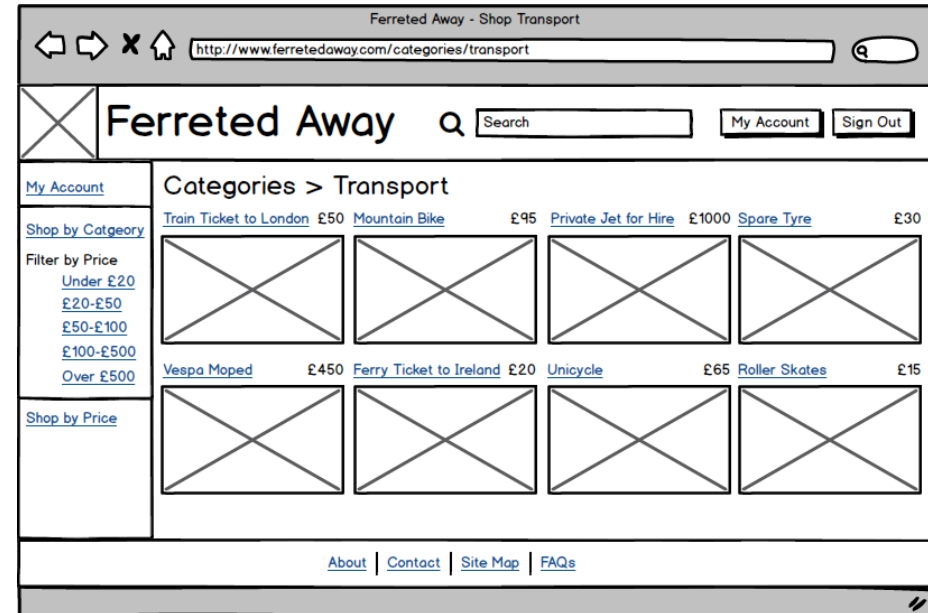 Ferreted Away - Shop Transport
http://www.ferretedaway.com/categories/transport
Ferreted Away
Search
My Account
Sign Out
My Account
Shop by Catgeory
Filter by Price
Under £20
£20-£50
£50-£100
£100-£500
Over £500
Shop by Price
Categories > Transport
Train Ticket to London £50 Mountain Bike £95 Private Jet for Hire £1000 Spare Tyre £30
Vespa Moped £450 Ferry Ticket to Ireland £20 Unicycle £65 Roller Skates £15
About | Contact | Site Map | FAQs